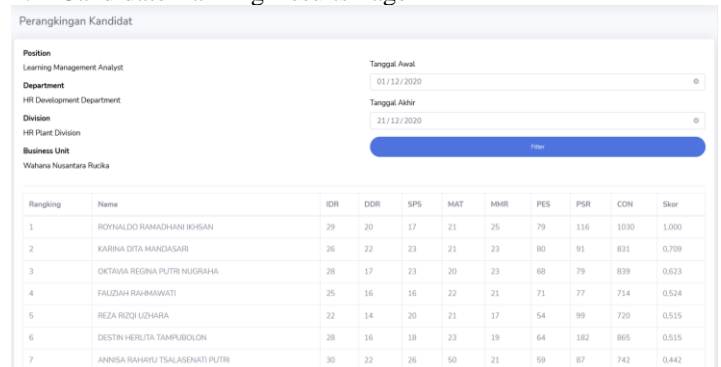 Perangkingan Kandidat
Position
Learning Management Analyst
Department
HR Development Department
Division
HR Plant Division
Business Unit
Wahana Nusantara Rucika
Tanggal Awal
01/12/2020
Tanggal Akhir
21/12/2020
Filter
Rangking Nama IDR DDR SPS MAT MMR PES PSR CON Skor
1 ROYNALDO RAMADHANI IKHSAN 29 20 17 21 25 79 116 1030 1,000
2 KARINA DITA MANDASARI 26 22 23 21 23 80 91 831 0,709
3 OKTAVIA REGINA PUTRI NUGRAHA 28 17 23 20 23 68 79 839 0,623
4 FAUZIAH RAHMAWATI 25 16 16 22 21 71 77 714 0,524
5 REZA RIZQI UZHARA 22 14 20 21 17 54 99 720 0,515
6 DESTIN HERLITA TAMPUBOLON 28 16 18 23 19 64 182 865 0,515
7 ANNISA RAHAYU TSALASENATI PUTRI 30 22 26 50 21 59 87 742 0,442